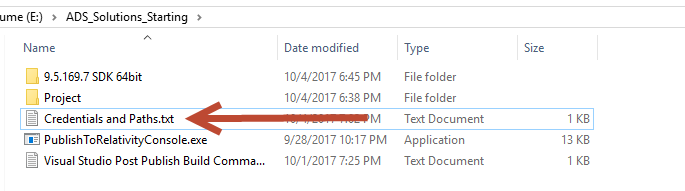 ume (E:) › ADS_Solutions_Starting
Name Date modified Type Size
9.5.169.7 SDK 64bit 10/4/2017 6:45 PM File folder
Project 10/4/2017 6:38 PM File folder
Credentials and Paths.txt Text Document 1 KB
PublishToRelativityConsole.exe 9/28/2017 10:17 PM Application 13 KB
Visual Studio Post Publish Build Comma... 10/1/2017 7:25 PM Text Document 1 KB